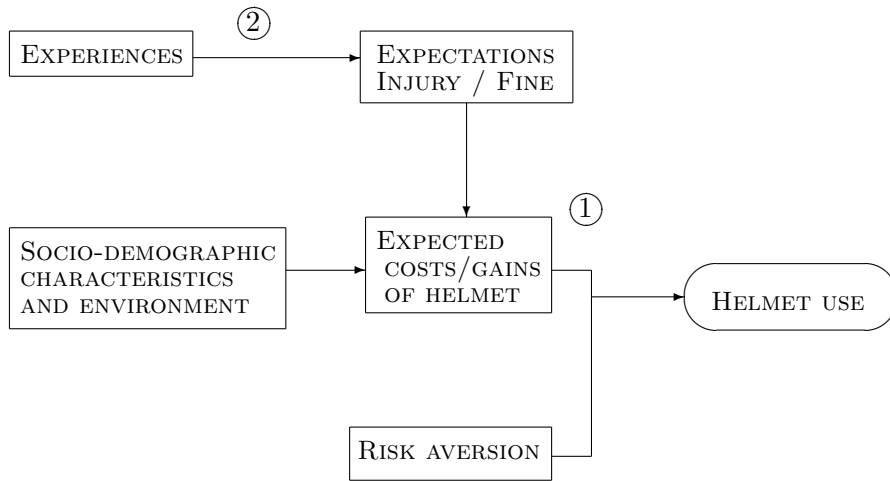 ②
EXPERIENCES
EXPECTATIONS
INJURY / FINE
①
SOCIO-DEMOGRAPHIC
CHARACTERISTICS
AND ENVIRONMENT
EXPECTED
COSTS/GAINS
OF HELMET
HELMET USE
RISK AVERSION